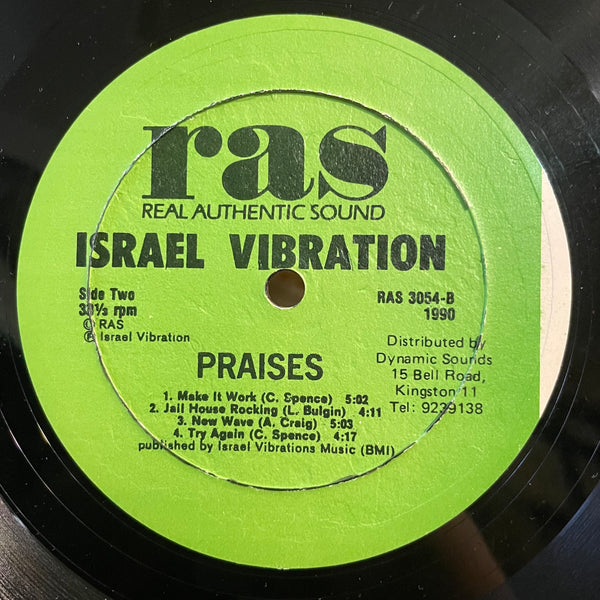 ras
REAL AUTHENTIC SOUND
ISRAEL VIBRATION
Side Two
33⅓ rpm
© RAS
℗ Israel Vibration
RAS 3054-B
1990
PRAISES
Distributed by
Dynamic Sounds
15 Bell Road,
Kingston 11
Tel: 9239138
1. Make It Work (C. Spence) 5:02
2. Jail House Rocking (L. Bulgin) 4:11
3. New Wave (A. Craig) 5:03
4. Try Again (C. Spence) 4:17
published by Israel Vibrations Music (BMI)